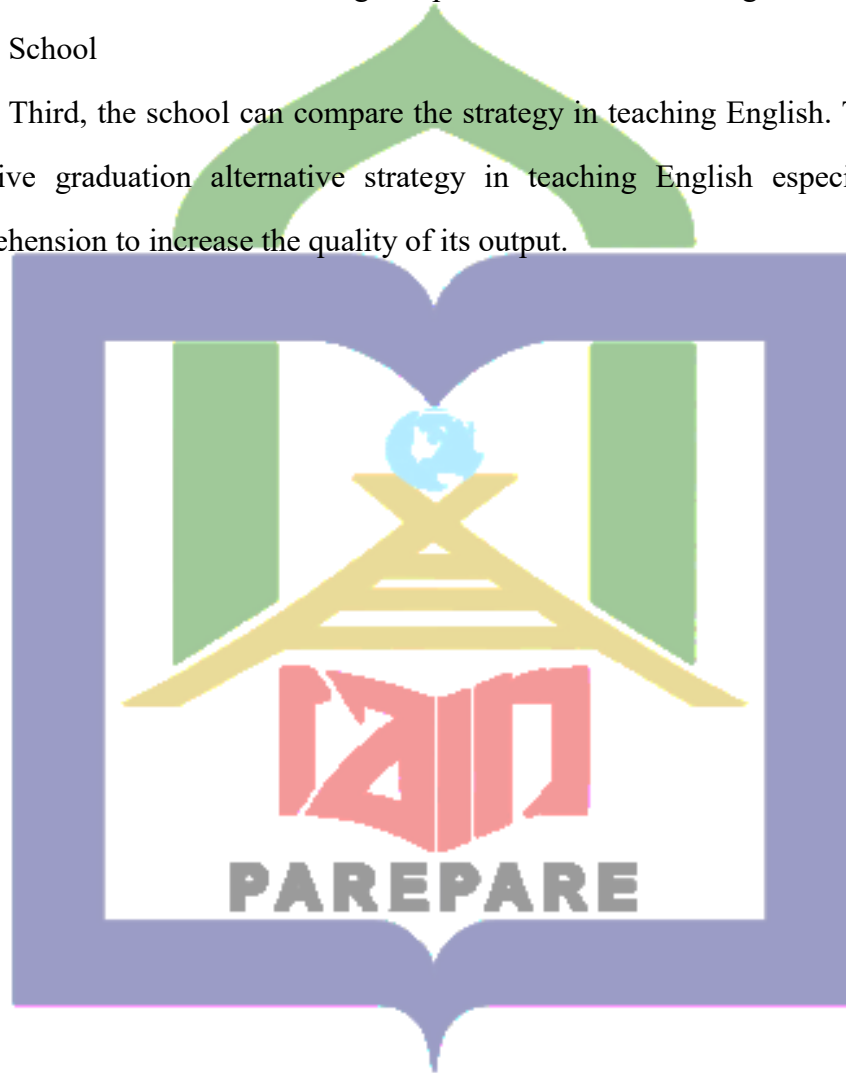 School
Third, the school can compare the strategy in teaching English.
graduation alternative strategy in teaching English
to increase the quality of its output.
iain
PAREPARE